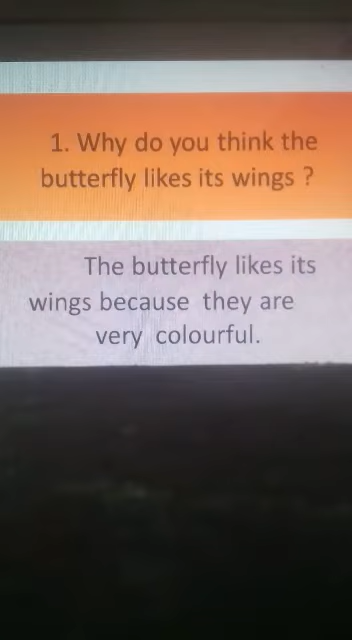 1. Why do you think the
butterfly likes its wings ?
The butterfly likes its
wings because they are
very colourful.